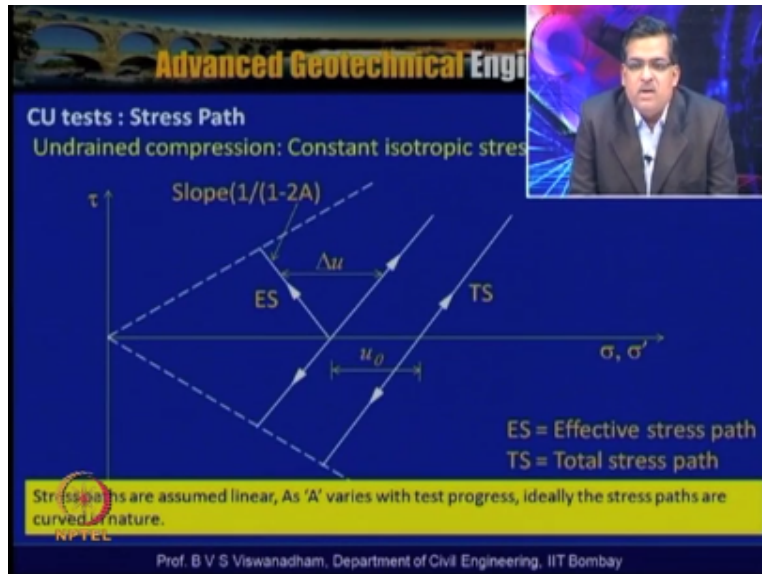 Advanced Geotechnical Engi
CU tests : Stress Path
Undrained compression: Constant isotropic stres
τ
Slope(1/(1-2A)
Δu
ES
TS
u₀
σ, σ′
ES = Effective stress path
TS = Total stress path
Stress paths are assumed linear, As 'A' varies with test progress, ideally the stress paths are
curved in nature.
NPTEL
Prof. B V S Viswanadham, Department of Civil Engineering, IIT Bombay